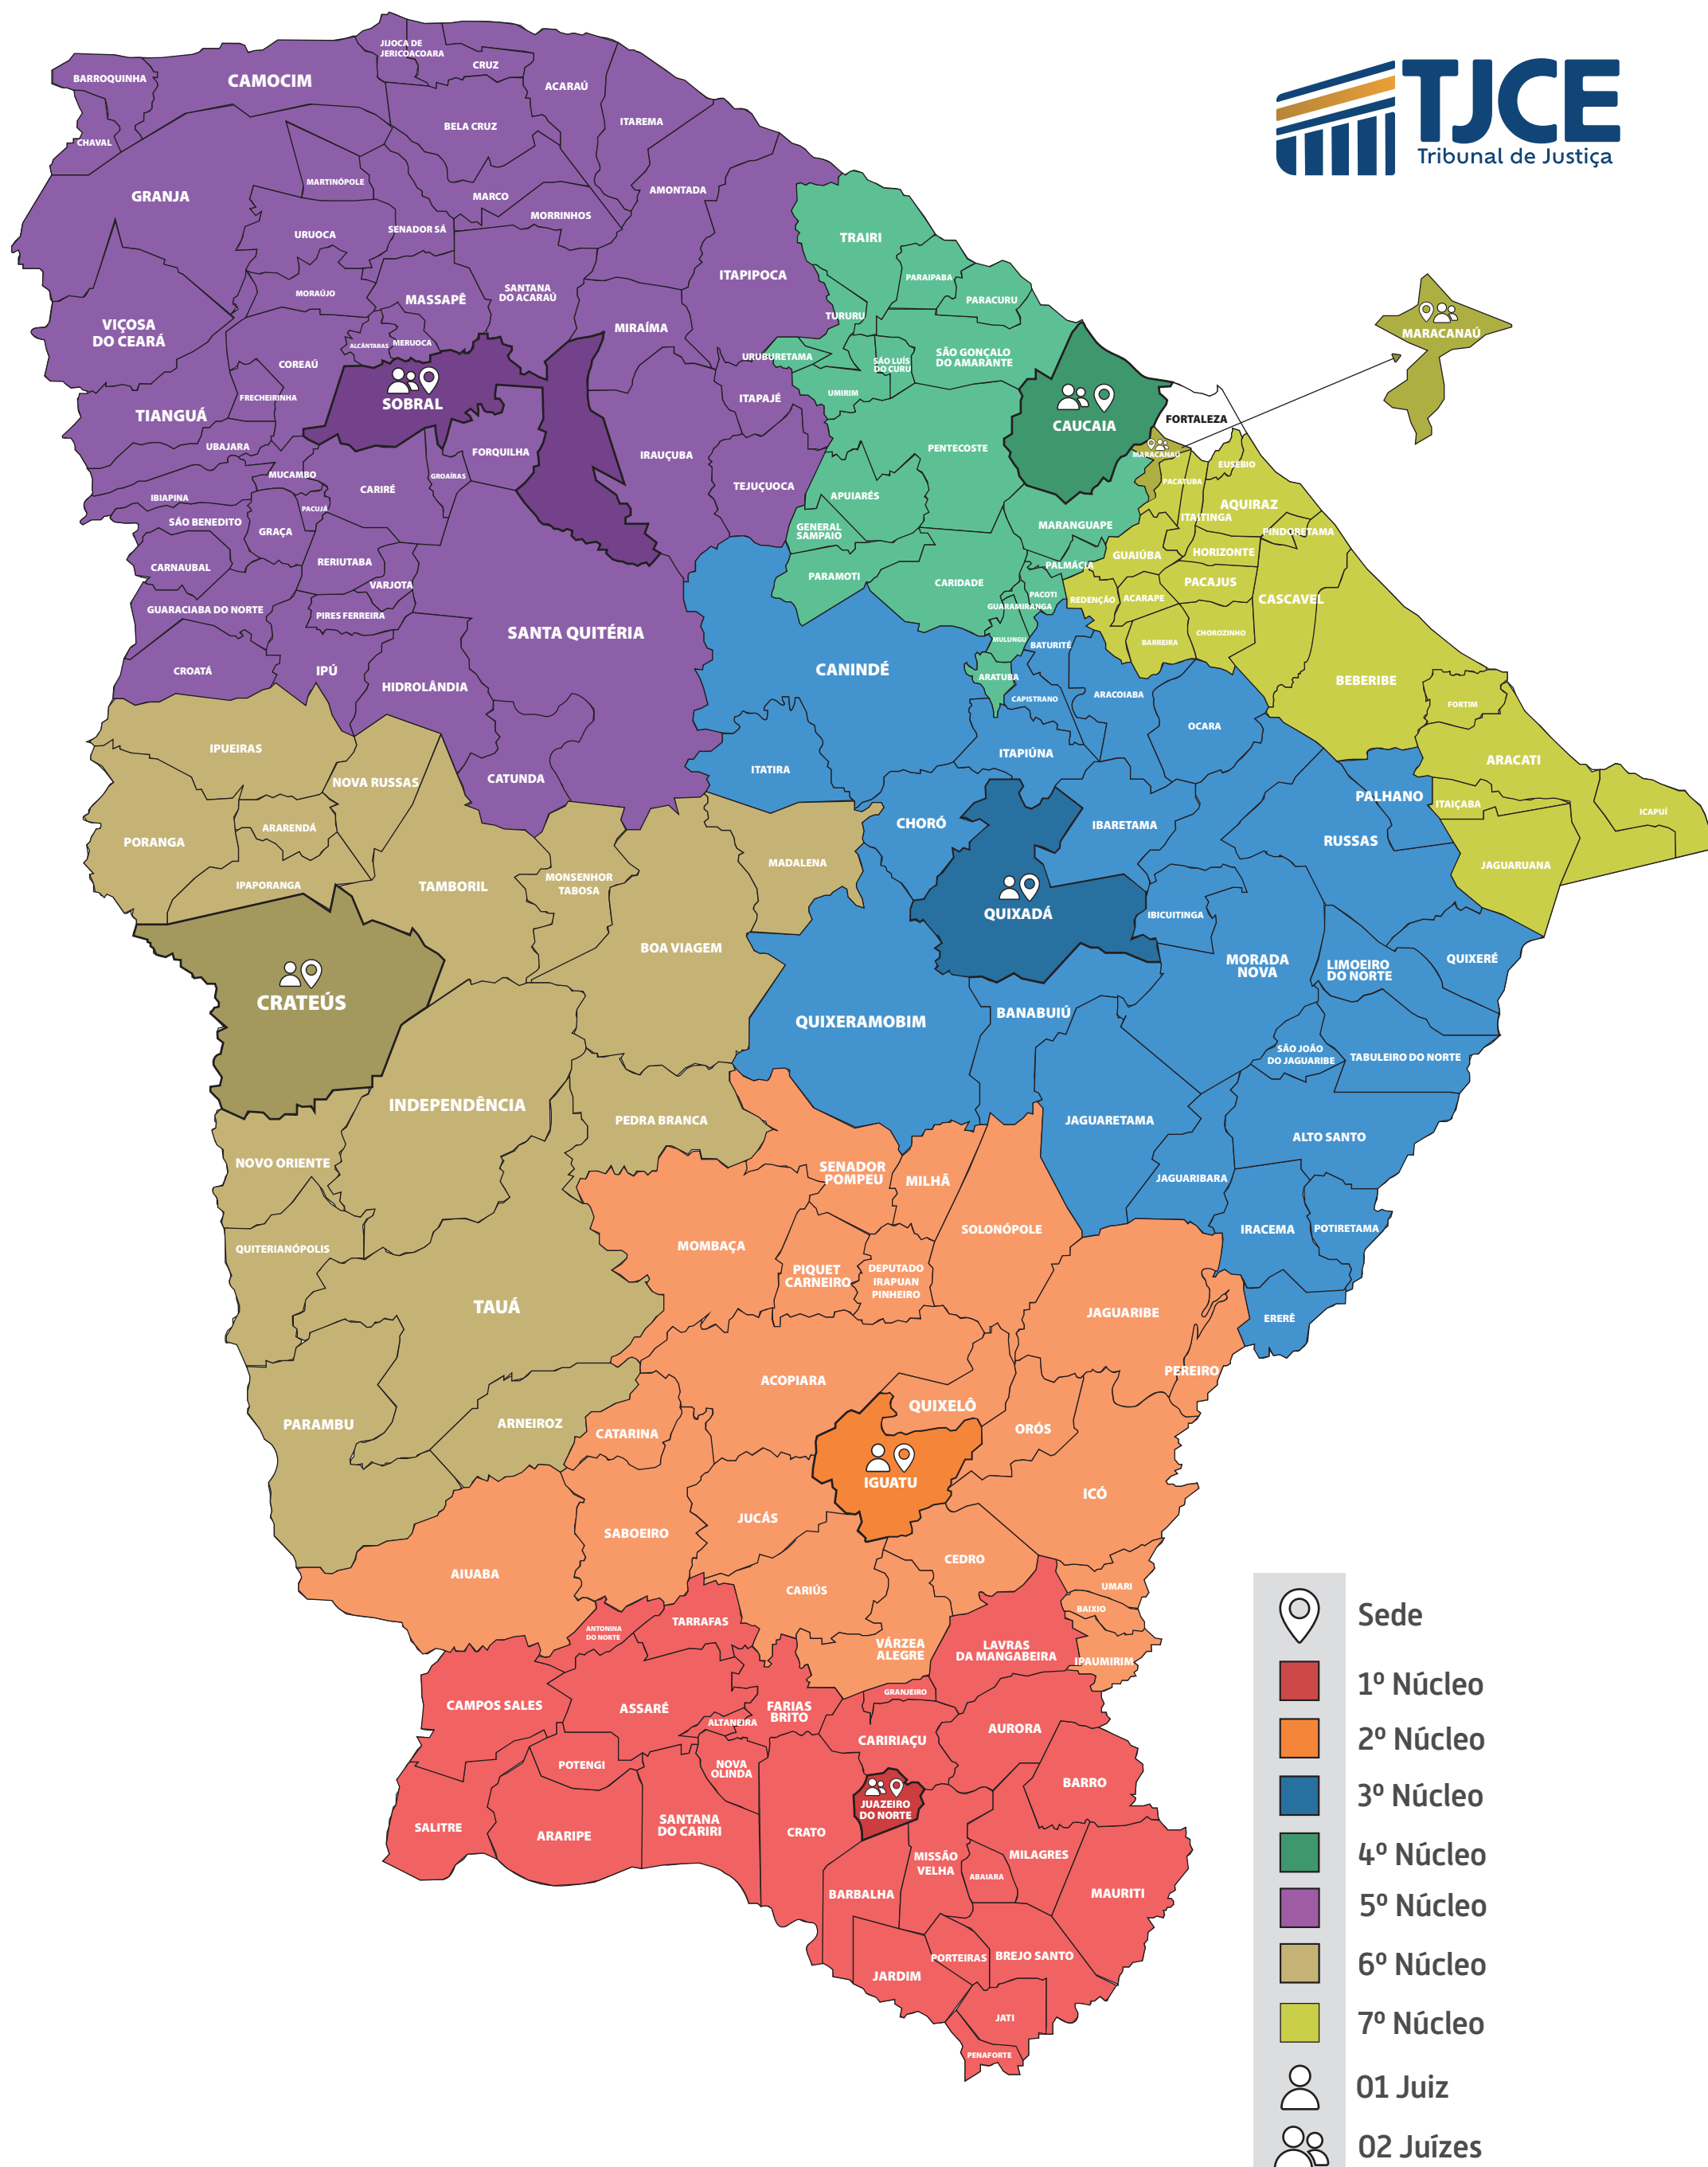 TJCE
Tribunal de Justiça
JIJOCA DE
JERICOACOARA
CRUZ
BARROQUINHA
CAMOCIM
ACARAÚ
ITAREMA
BELA CRUZ
CHAVAL
MARTINÓPOLE
GRANJA
MARCO
AMONTADA
MORRINHOS
URUOCA
SENADOR SÁ
TRAIRI
ITAPIPOCA
PARAIPABA
MORAÚJO
MASSAPÊ
SANTANA
DO ACARAÚ
PARACURU
TURURU
VIÇOSA
DO CEARÁ
MIRAÍMA
MARACANAÚ
ALCÂNTARAS
MERUOCA
URUBURETAMA
SÃO LUÍS
DO CURU
SÃO GONÇALO
DO AMARANTE
COREAÚ
FRECHEIRINHA
SOBRAL
ITAPAJÉ
UMIRIM
TIANGUÁ
CAUCAIA
FORTALEZA
UBAJARA
FORQUILHA
IRAUÇUBA
PENTECOSTE
MARACANAÚ
EUSEBIO
MUCAMBO
GROAÍRAS
CARIRÉ
TEJUÇUOCA
PACATUBA
IBIAPINA
PACUJÁ
APUIARÉS
AQUIRAZ
SÃO BENEDITO
GRAÇA
GENERAL
SAMPAIO
MARANGUAPE
ITAITINGA
PINDORETAMA
CARNAUBAL
RERIUTABA
VARJOTA
PARAMOTI
CARIDADE
PALMÁCIA
GUAIÚBA
HORIZONTE
PACAJUS
GUARACIABA DO NORTE
PIRES FERREIRA
PACOTI
GUARAMIRANGA
REDENÇÃO
ACARAPE
CASCAVEL
SANTA QUITÉRIA
MULUNGU
BATURITÉ
BARREIRA
CHOROZINHO
CROATÁ
IPÚ
HIDROLÂNDIA
CANINDÉ
ARATUBA
CAPISTRANO
ARACOIABA
BEBERIBE
FORTIM
IPUEIRAS
NOVA RUSSAS
CATUNDA
ITATIRA
ITAPIÚNA
OCARA
ARACATI
PALHANO
ITAIÇABA
ICAPUÍ
PORANGA
ARARENDÁ
CHORÓ
IBARETAMA
RUSSAS
MADALENA
JAGUARUANA
IPAPORANGA
TAMBORIL
MONSENHOR
TABOSA
QUIXADÁ
IBICUITINGA
BOA VIAGEM
MORADA
NOVA
LIMOEIRO
DO NORTE
QUIXERÉ
CRATEÚS
QUIXERAMOBIM
BANABUIÚ
SÃO JOÃO
DO JAGUARIBE
TABULEIRO DO NORTE
INDEPENDÊNCIA
PEDRA BRANCA
JAGUARETAMA
ALTO SANTO
NOVO ORIENTE
SENADOR
POMPEU
MILHÃ
JAGUARIBARA
SOLONÓPOLE
IRACEMA
POTIRETAMA
QUITERIANÓPOLIS
MOMBAÇA
PIQUET
CARNEIRO
DEPUTADO
IRAPUAN
PINHEIRO
TAUÁ
JAGUARIBE
ERERÊ
PEREIRO
ACOPIARA
QUIXELÔ
PARAMBU
ARNEIROZ
CATARINA
ORÓS
IGUATU
ICÓ
JUCÁS
SABOEIRO
CEDRO
AIUABA
CARIÚS
UMARI
BAIXIO
TARRAFAS
ANTONINA
DO NORTE
VÁRZEA
ALEGRE
LAVRAS
DA MANGABEIRA
IPAUMIRIM
GRANJEIRO
CAMPOS SALES
ASSARÉ
FARIAS
BRITO
ALTANEIRA
CARIRIAÇU
AURORA
POTENGI
NOVA
OLINDA
BARRO
JUAZEIRO
DO NORTE
SALITRE
ARARIPE
SANTANA
DO CARIRI
CRATO
MISSÃO
VELHA
MILAGRES
ABAIARA
BARBALHA
MAURITI
PORTEIRAS
BREJO SANTO
JARDIM
JATI
PENAFORTE
Sede
1º Núcleo
2º Núcleo
3º Núcleo
4º Núcleo
5º Núcleo
6º Núcleo
7º Núcleo
01 Juiz
02 Juízes